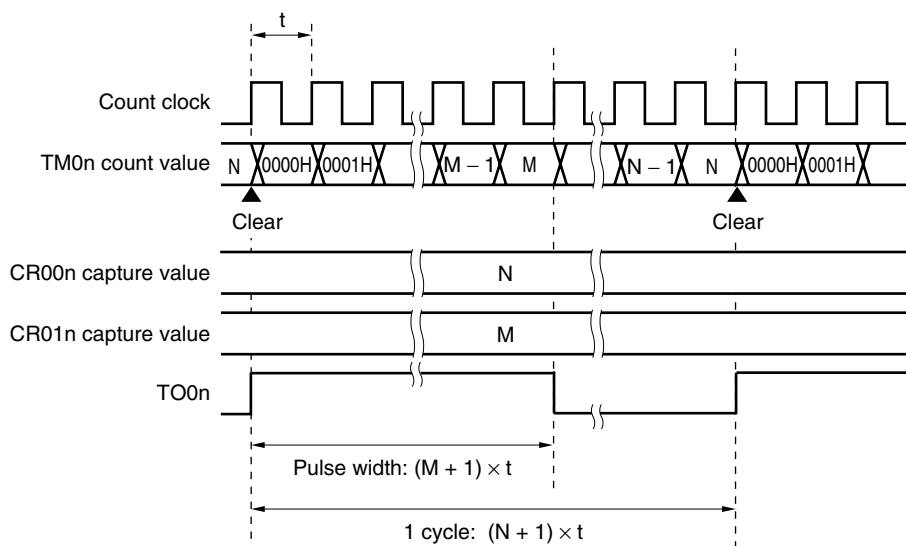 t
Count clock
TM0n count value N 0000H 0001H M – 1 M N – 1 N 0000H 0001H
Clear Clear
CR00n capture value N
CR01n capture value M
TO0n
Pulse width: (M + 1) × t
1 cycle: (N + 1) × t